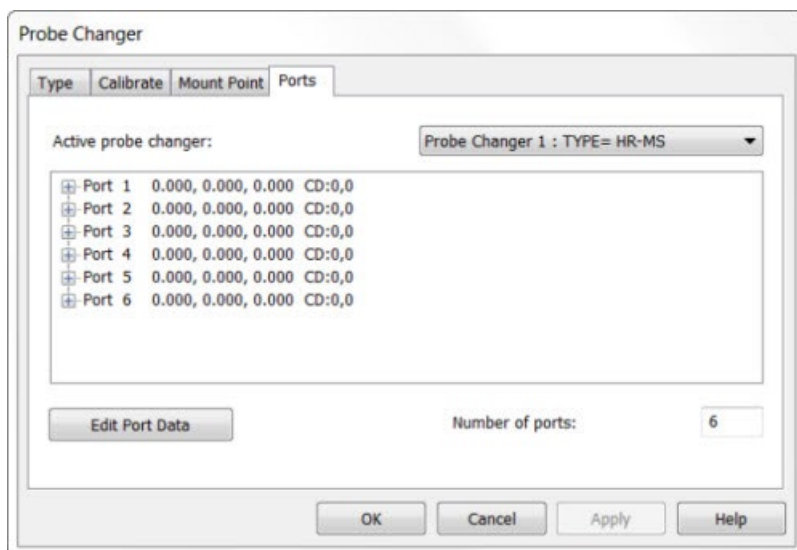 Probe Changer
Type Calibrate Mount Point Ports
Active probe changer: Probe Changer 1 : TYPE= HR-MS
Port 1 0.000, 0.000, 0.000 CD:0,0
Port 2 0.000, 0.000, 0.000 CD:0,0
Port 3 0.000, 0.000, 0.000 CD:0,0
Port 4 0.000, 0.000, 0.000 CD:0,0
Port 5 0.000, 0.000, 0.000 CD:0,0
Port 6 0.000, 0.000, 0.000 CD:0,0
Edit Port Data Number of ports: 6
OK Cancel Apply Help